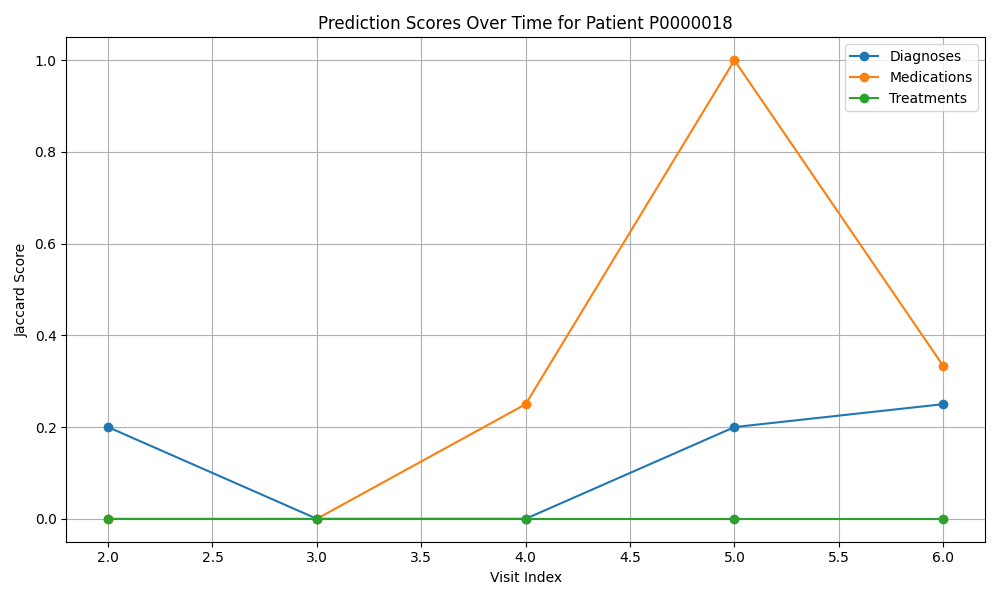 Prediction Scores Over Time for Patient P0000018
Diagnoses
Medications
Treatments
Jaccard Score
1.0
0.8
0.6
0.4
0.2
0.0
2.0 2.5 3.0 3.5 4.0 4.5 5.0 5.5 6.0
Visit Index